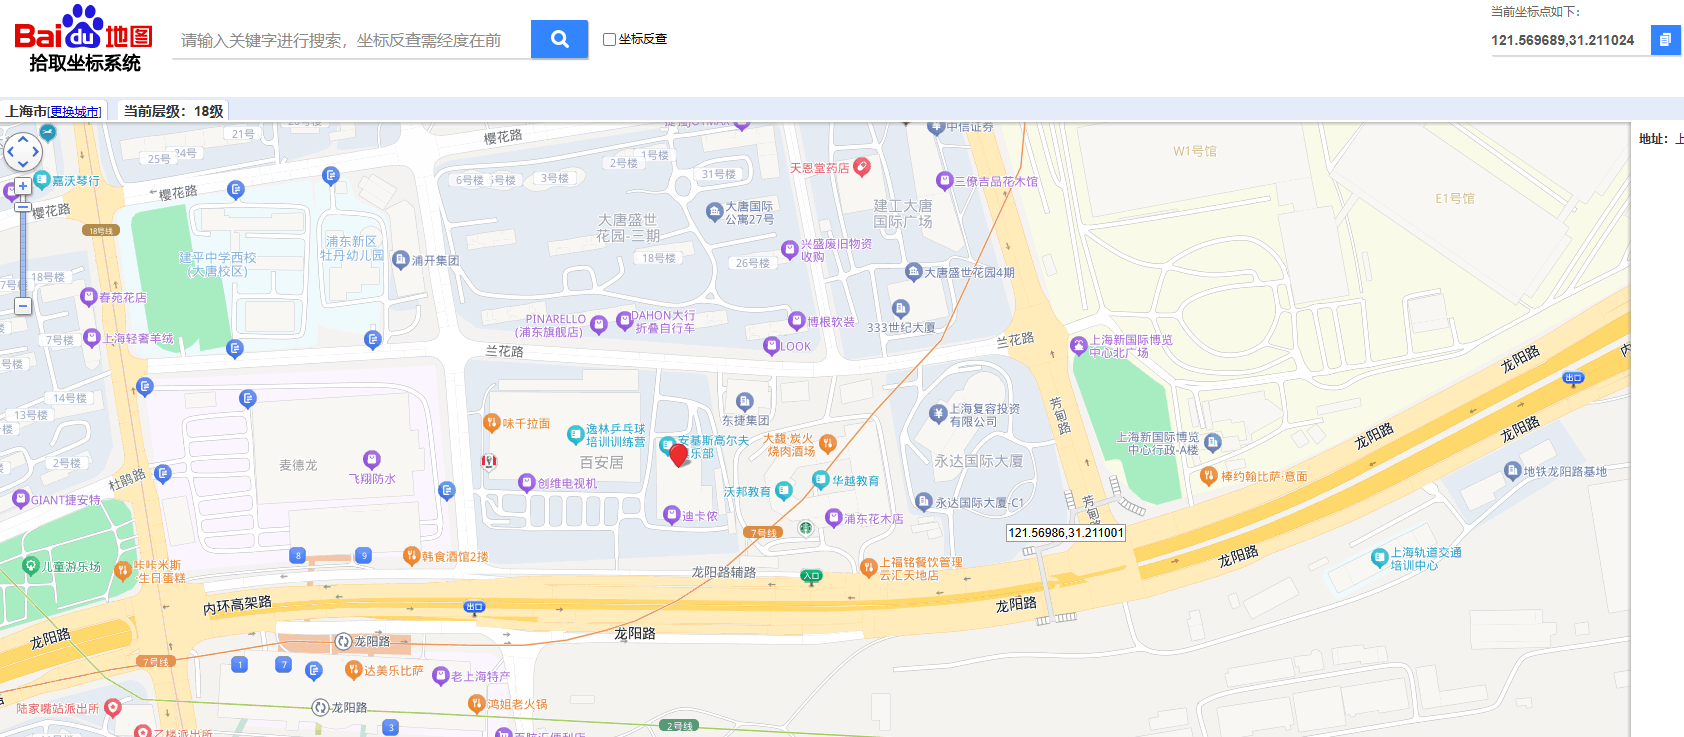 Baidu地图
拾取坐标系统
请输入关键字进行搜索，坐标反查需经度在前
坐标反查
当前坐标点如下：
121.569689,31.211024
上海市[更换城市]
当前层级：18级
地址：上
21号
25号
24号
樱花路
中信证券
W1号馆
E1号馆
嘉沃琴行
樱花路
樱花路
18号线
6号楼
5号楼
3号楼
2号楼
1号楼
31号楼
天恩堂药店
三僚吉品花木馆
大唐国际
公寓27号
建工大唐
国际广场
大唐盛世
花园-三期
18号楼
26号楼
兴盛废旧物资
收购
大唐盛世花园4期
333世纪大厦
浦东新区
牡丹幼儿园
建平中学西校
(大唐校区)
浦开集团
18号楼
7号楼
春苑花店
上海轻奢羊绒
PINARELLO
(浦东旗舰店)
DAHON大行
折叠自行车
博根软装
LOOK
兰花路
兰花路
上海新国际博览
中心北广场
龙阳路
出口
14号楼
13号楼
2号楼
杜鹃路
GIANT捷安特
麦德龙
飞翔防水
味千拉面
逸林乒乓球
培训训练营
百安居
创维电视机
安基斯高尔夫
俱乐部
迪卡侬
东捷集团
大馥·炭火
烧肉酒场
沃邦教育
华越教育
浦东花木店
上海复容投资
有限公司
永达国际大厦
永达国际大厦-C1
芳甸路
芳甸路
121.56986,31.211001
上海新国际博览
中心行政-A楼
棒约翰比萨·意面
龙阳路
龙阳路
地铁龙阳路基地
上海轨道交通
培训中心
7号线
儿童游乐场
咔咔米斯
·生日蛋糕
8
9
韩食酒馆2搂
龙阳路辅路
入口
上福铭餐饮管理
云汇天地店
龙阳路
内环高架路
出口
龙阳路
龙阳路
龙阳路
龙阳路
7号线
1
7
达美乐比萨
老上海特产
鸿姐老火锅
龙阳路
3
2号线
陆家嘴站派出所